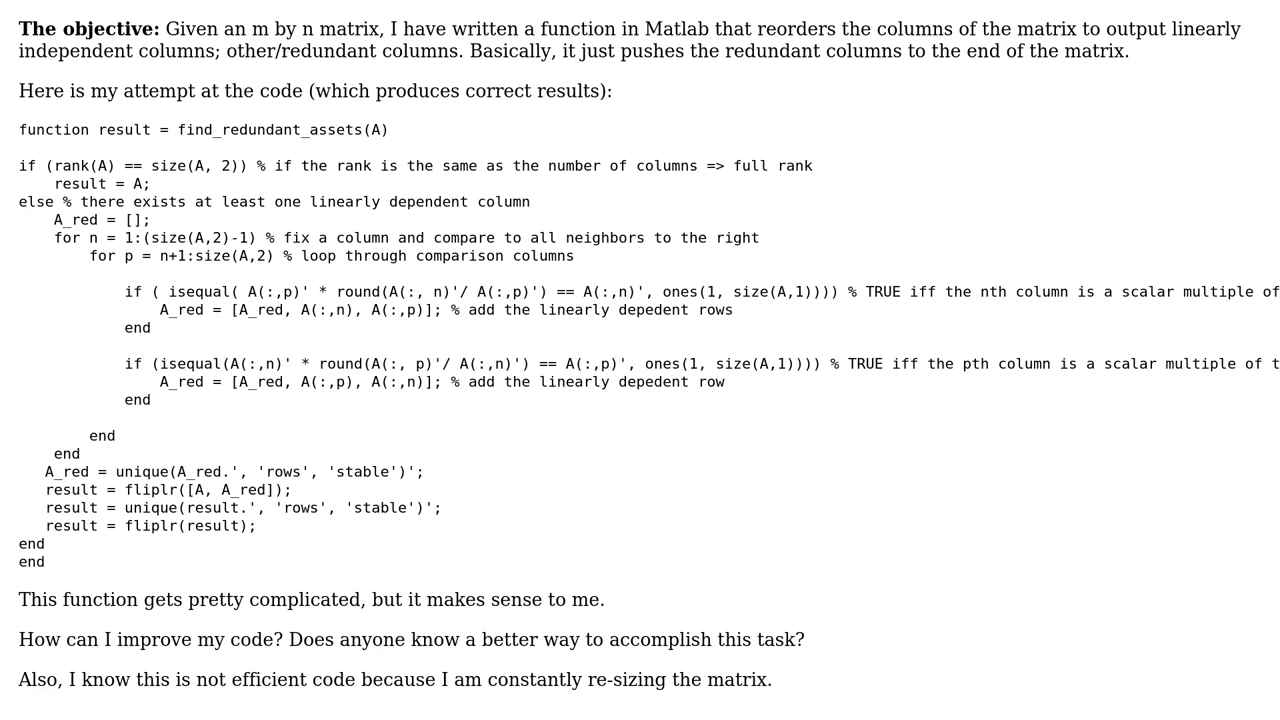 The objective: Given an m by n matrix, I have written a function in Matlab that reorders the columns of the matrix to output linearly
independent columns; other/redundant columns. Basically, it just pushes the redundant columns to the end of the matrix.
Here is my attempt at the code (which produces correct results):
function result = find_redundant_assets(A)
if (rank(A) == size(A, 2)) % if the rank is the same as the number of columns => full rank
    result = A;
else % there exists at least one linearly dependent column
    A_red = [];
    for n = 1:(size(A,2)-1) % fix a column and compare to all neighbors to the right
        for p = n+1:size(A,2) % loop through comparison columns
            if ( isequal( A(:,p)' * round(A(:, n)'/ A(:,p)') == A(:,n)', ones(1, size(A,1)))) % TRUE iff the nth column is a scalar multiple of
                A_red = [A_red, A(:,n), A(:,p)]; % add the linearly depedent rows
            end
            if (isequal(A(:,n)' * round(A(:, p)'/ A(:,n)') == A(:,p)', ones(1, size(A,1)))) % TRUE iff the pth column is a scalar multiple of t
                A_red = [A_red, A(:,p), A(:,n)]; % add the linearly depedent row
            end
        end
    end
   A_red = unique(A_red.', 'rows', 'stable')';
   result = fliplr([A, A_red]);
   result = unique(result.', 'rows', 'stable')';
   result = fliplr(result);
end
end
This function gets pretty complicated, but it makes sense to me.
How can I improve my code? Does anyone know a better way to accomplish this task?
Also, I know this is not efficient code because I am constantly re-sizing the matrix.